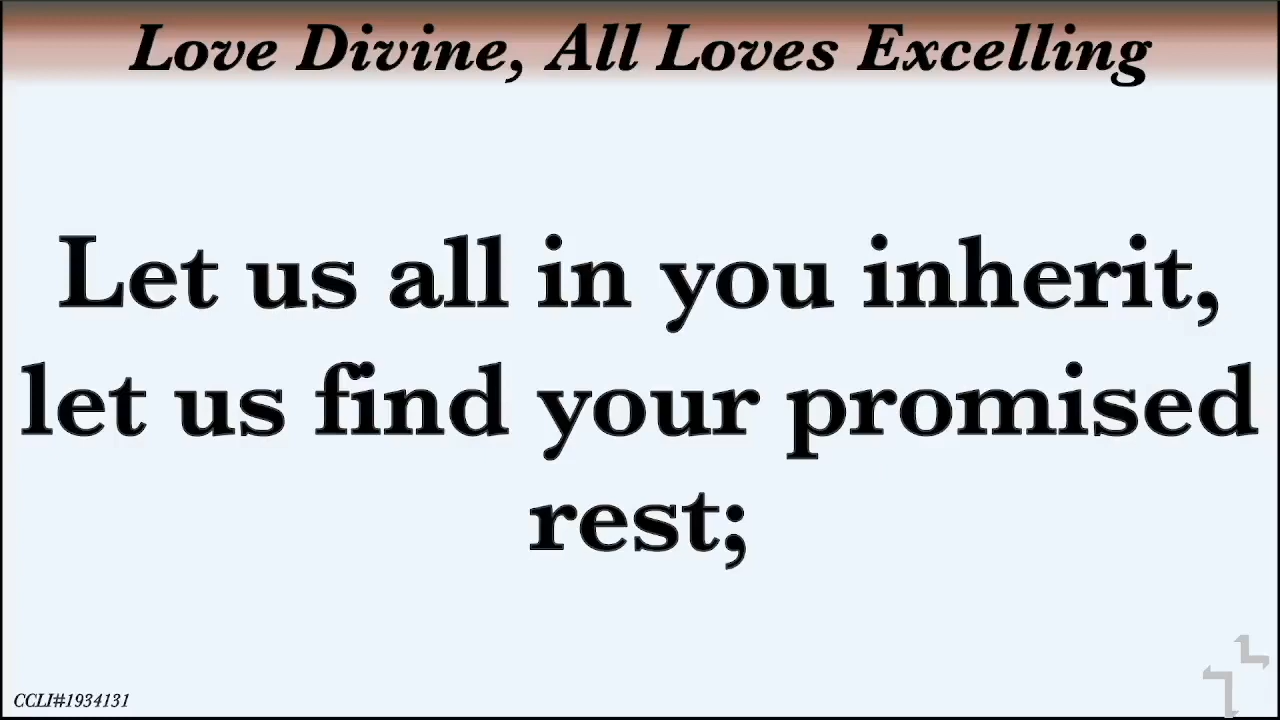 Love Divine, All Loves Excelling
Let us all in you inherit,
let us find your promised
rest;
CCLI#1934131